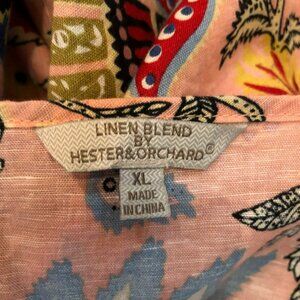 LINEN BLEND
BY
HESTER&ORCHARD®
XL
MADE
IN CHINA